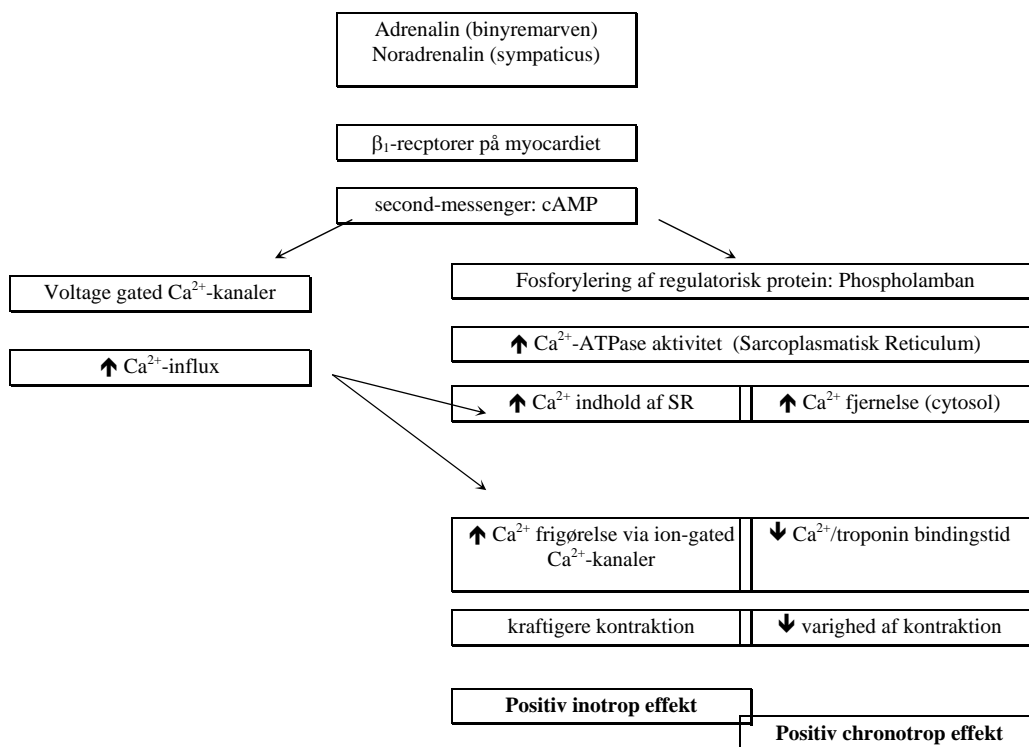 Adrenalin (binyremarven)
Noradrenalin (sympaticus)
β₁-recptorer på myocardiet
second-messenger: cAMP
Voltage gated Ca²⁺-kanaler
🡹 Ca²⁺-influx
Fosforylering af regulatorisk protein: Phospholamban
🡹 Ca²⁺-ATPase aktivitet (Sarcoplasmatisk Reticulum)
🡹 Ca²⁺ indhold af SR
🡹 Ca²⁺ fjernelse (cytosol)
🡹 Ca²⁺ frigørelse via ion-gated
Ca²⁺-kanaler
🡻 Ca²⁺/troponin bindingstid
kraftigere kontraktion
🡻 varighed af kontraktion
Positiv inotrop effekt
Positiv chronotrop effekt